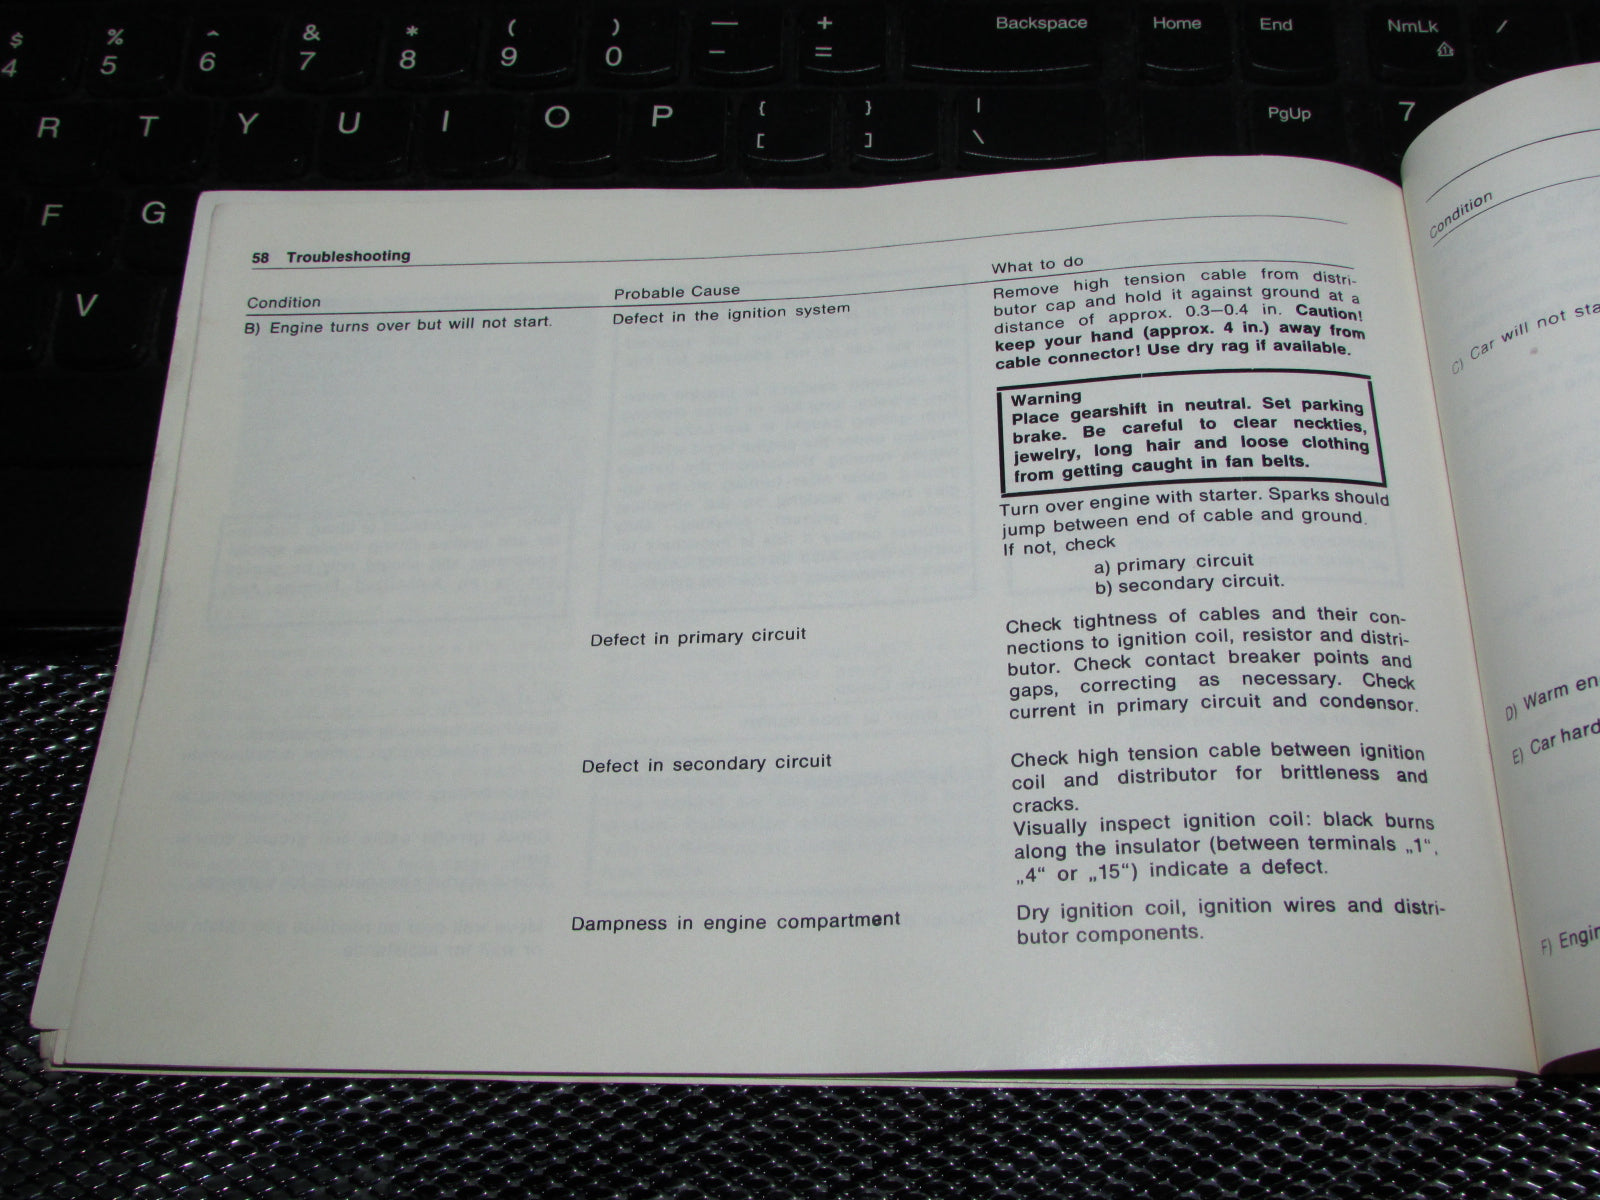 $ % ^ & * ( ) — + Backspace Home End NmLk /
4 5 6 7 8 9 0 - =
R T Y U I O P { } | PgUp 7
[ ] \
F G
V
58 Troubleshooting
Condition
Probable Cause
What to do
B) Engine turns over but will not start.
Defect in the ignition system
Remove high tension cable from distri-
butor cap and hold it against ground at a
distance of approx. 0.3—0.4 in. Caution!
keep your hand (approx. 4 in.) away from
cable connector! Use dry rag if available.
Warning
Place gearshift in neutral. Set parking
brake. Be careful to clear neckties,
jewelry, long hair and loose clothing
from getting caught in fan belts.
Turn over engine with starter. Sparks should
jump between end of cable and ground.
If not, check
a) primary circuit
b) secondary circuit.
Defect in primary circuit
Check tightness of cables and their con-
nections to ignition coil, resistor and distri-
butor. Check contact breaker points and
gaps, correcting as necessary. Check
current in primary circuit and condensor.
Defect in secondary circuit
Check high tension cable between ignition
coil and distributor for brittleness and
cracks.
Visually inspect ignition coil: black burns
along the insulator (between terminals „1“,
„4“ or „15“) indicate a defect.
Dampness in engine compartment
Dry ignition coil, ignition wires and distri-
butor components.
Condition
C) Car will not sta
D) Warm en
E) Car hard
F) Engin